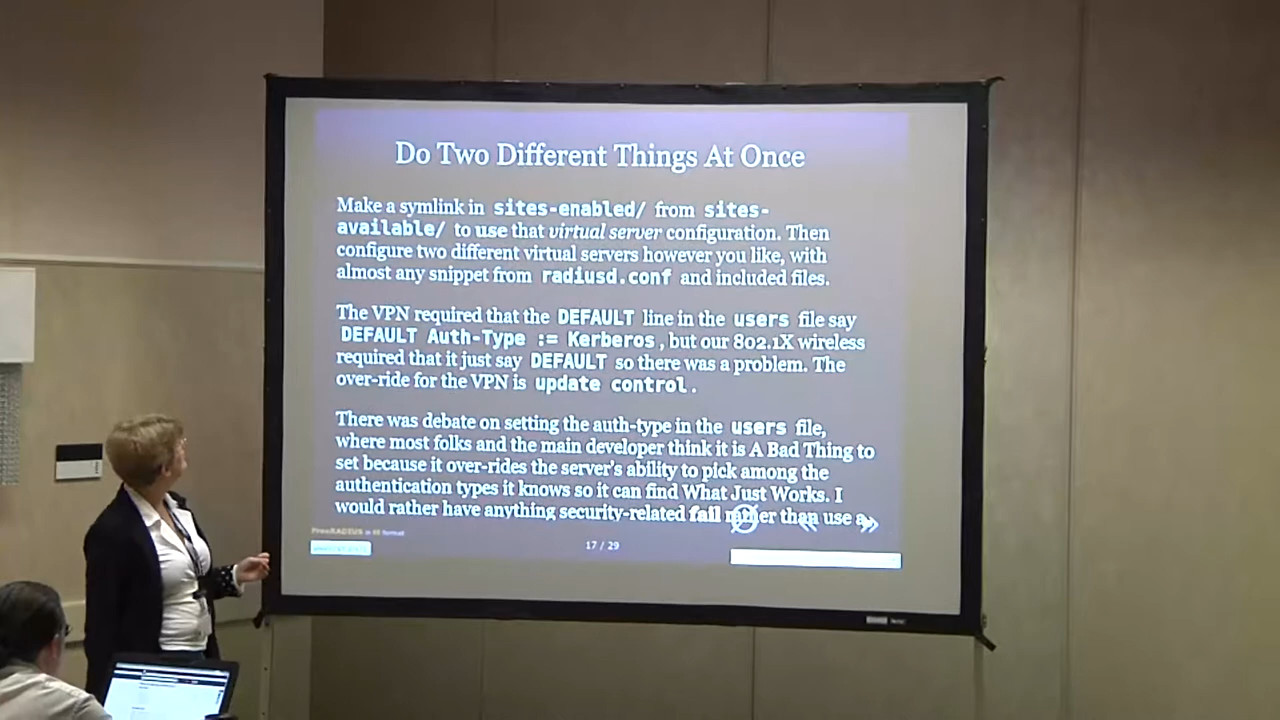 Do Two Different Things At Once
Make a symlink in sites-enabled/ from sites-
available/ to use that virtual server configuration. Then
configure two different virtual servers however you like, with
almost any snippet from radiusd.conf and included files.
The VPN required that the DEFAULT line in the users file say
DEFAULT Auth-Type := Kerberos, but our 802.1X wireless
required that it just say DEFAULT so there was a problem. The
over-ride for the VPN is update control.
There was debate on setting the auth-type in the users file,
where most folks and the main developer think it is A Bad Thing to
set because it over-rides the server's ability to pick among the
authentication types it knows so it can find What Just Works. I
would rather have anything security-related fail rather than use a
FreeRADIUS
17 / 29